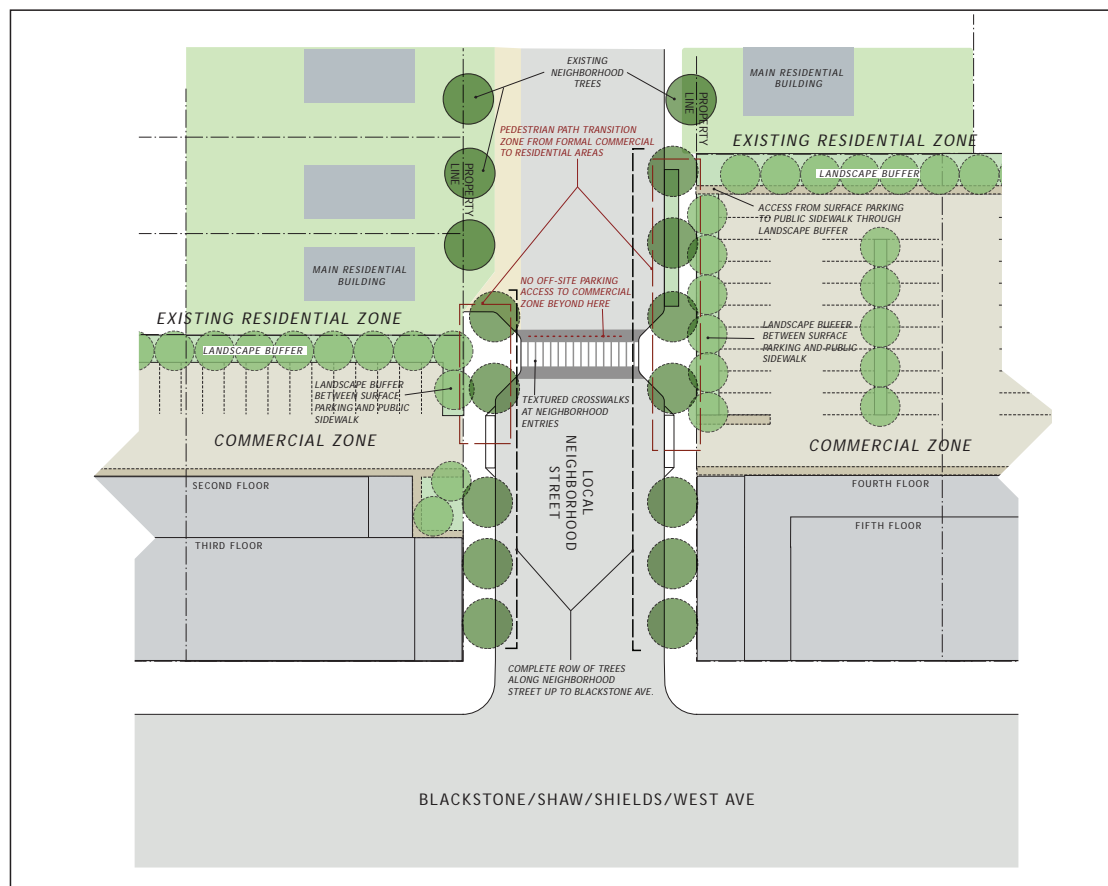 EXISTING
NEIGHBORHOOD
TREES
MAIN RESIDENTIAL
BUILDING
PROPERTY
LINE
PEDESTRIAN PATH TRANSITION
ZONE FROM FORMAL COMMERCIAL
TO RESIDENTIAL AREAS
EXISTING RESIDENTIAL ZONE
LANDSCAPE BUFFER
PROPERTY
LINE
ACCESS FROM SURFACE PARKING
TO PUBLIC SIDEWALK THROUGH
LANDSCAPE BUFFER
MAIN RESIDENTIAL
BUILDING
NO OFF-SITE PARKING
ACCESS TO COMMERCIAL
ZONE BEYOND HERE
EXISTING RESIDENTIAL ZONE
LANDSCAPE BUFFER
LANDSCAPE BUFFER
BETWEEN SURFACE
PARKING AND PUBLIC
SIDEWALK
LANDSCAPE BUFFER
BETWEEN SURFACE
PARKING AND PUBLIC
SIDEWALK
TEXTURED CROSSWALKS
AT NEIGHBORHOOD
ENTRIES
COMMERCIAL ZONE
COMMERCIAL ZONE
LOCAL
NEIGHBORHOOD
STREET
SECOND FLOOR
FOURTH FLOOR
FIFTH FLOOR
THIRD FLOOR
COMPLETE ROW OF TREES
ALONG NEIGHBORHOOD
STREET UP TO BLACKSTONE AVE.
BLACKSTONE/SHAW/SHIELDS/WEST AVE